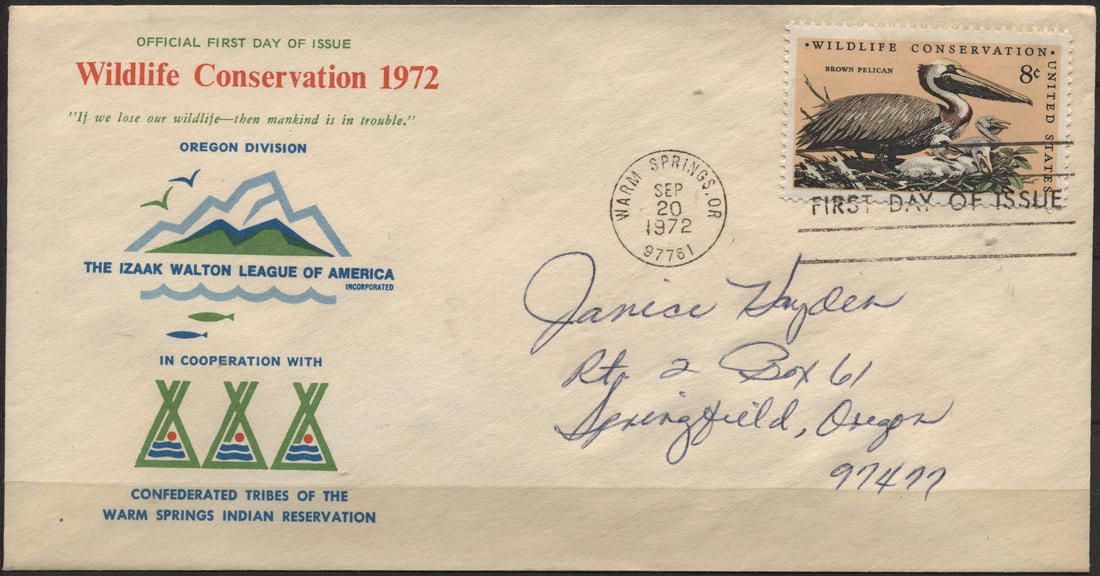 OFFICIAL FIRST DAY OF ISSUE
Wildlife Conservation 1972
"If we lose our wildlife—then mankind is in trouble."
OREGON DIVISION
THE IZAAK WALTON LEAGUE OF AMERICA
INCORPORATED
IN COOPERATION WITH
CONFEDERATED TRIBES OF THE
WARM SPRINGS INDIAN RESERVATION
WARM SPRINGS, OR
SEP
20
1972
97761
• WILDLIFE CONSERVATION •
BROWN PELICAN
8¢
UNITED STATES
FIRST DAY OF ISSUE
Janice Hayden
Rt. 2 Box 61
Springfield, Oregon
97477